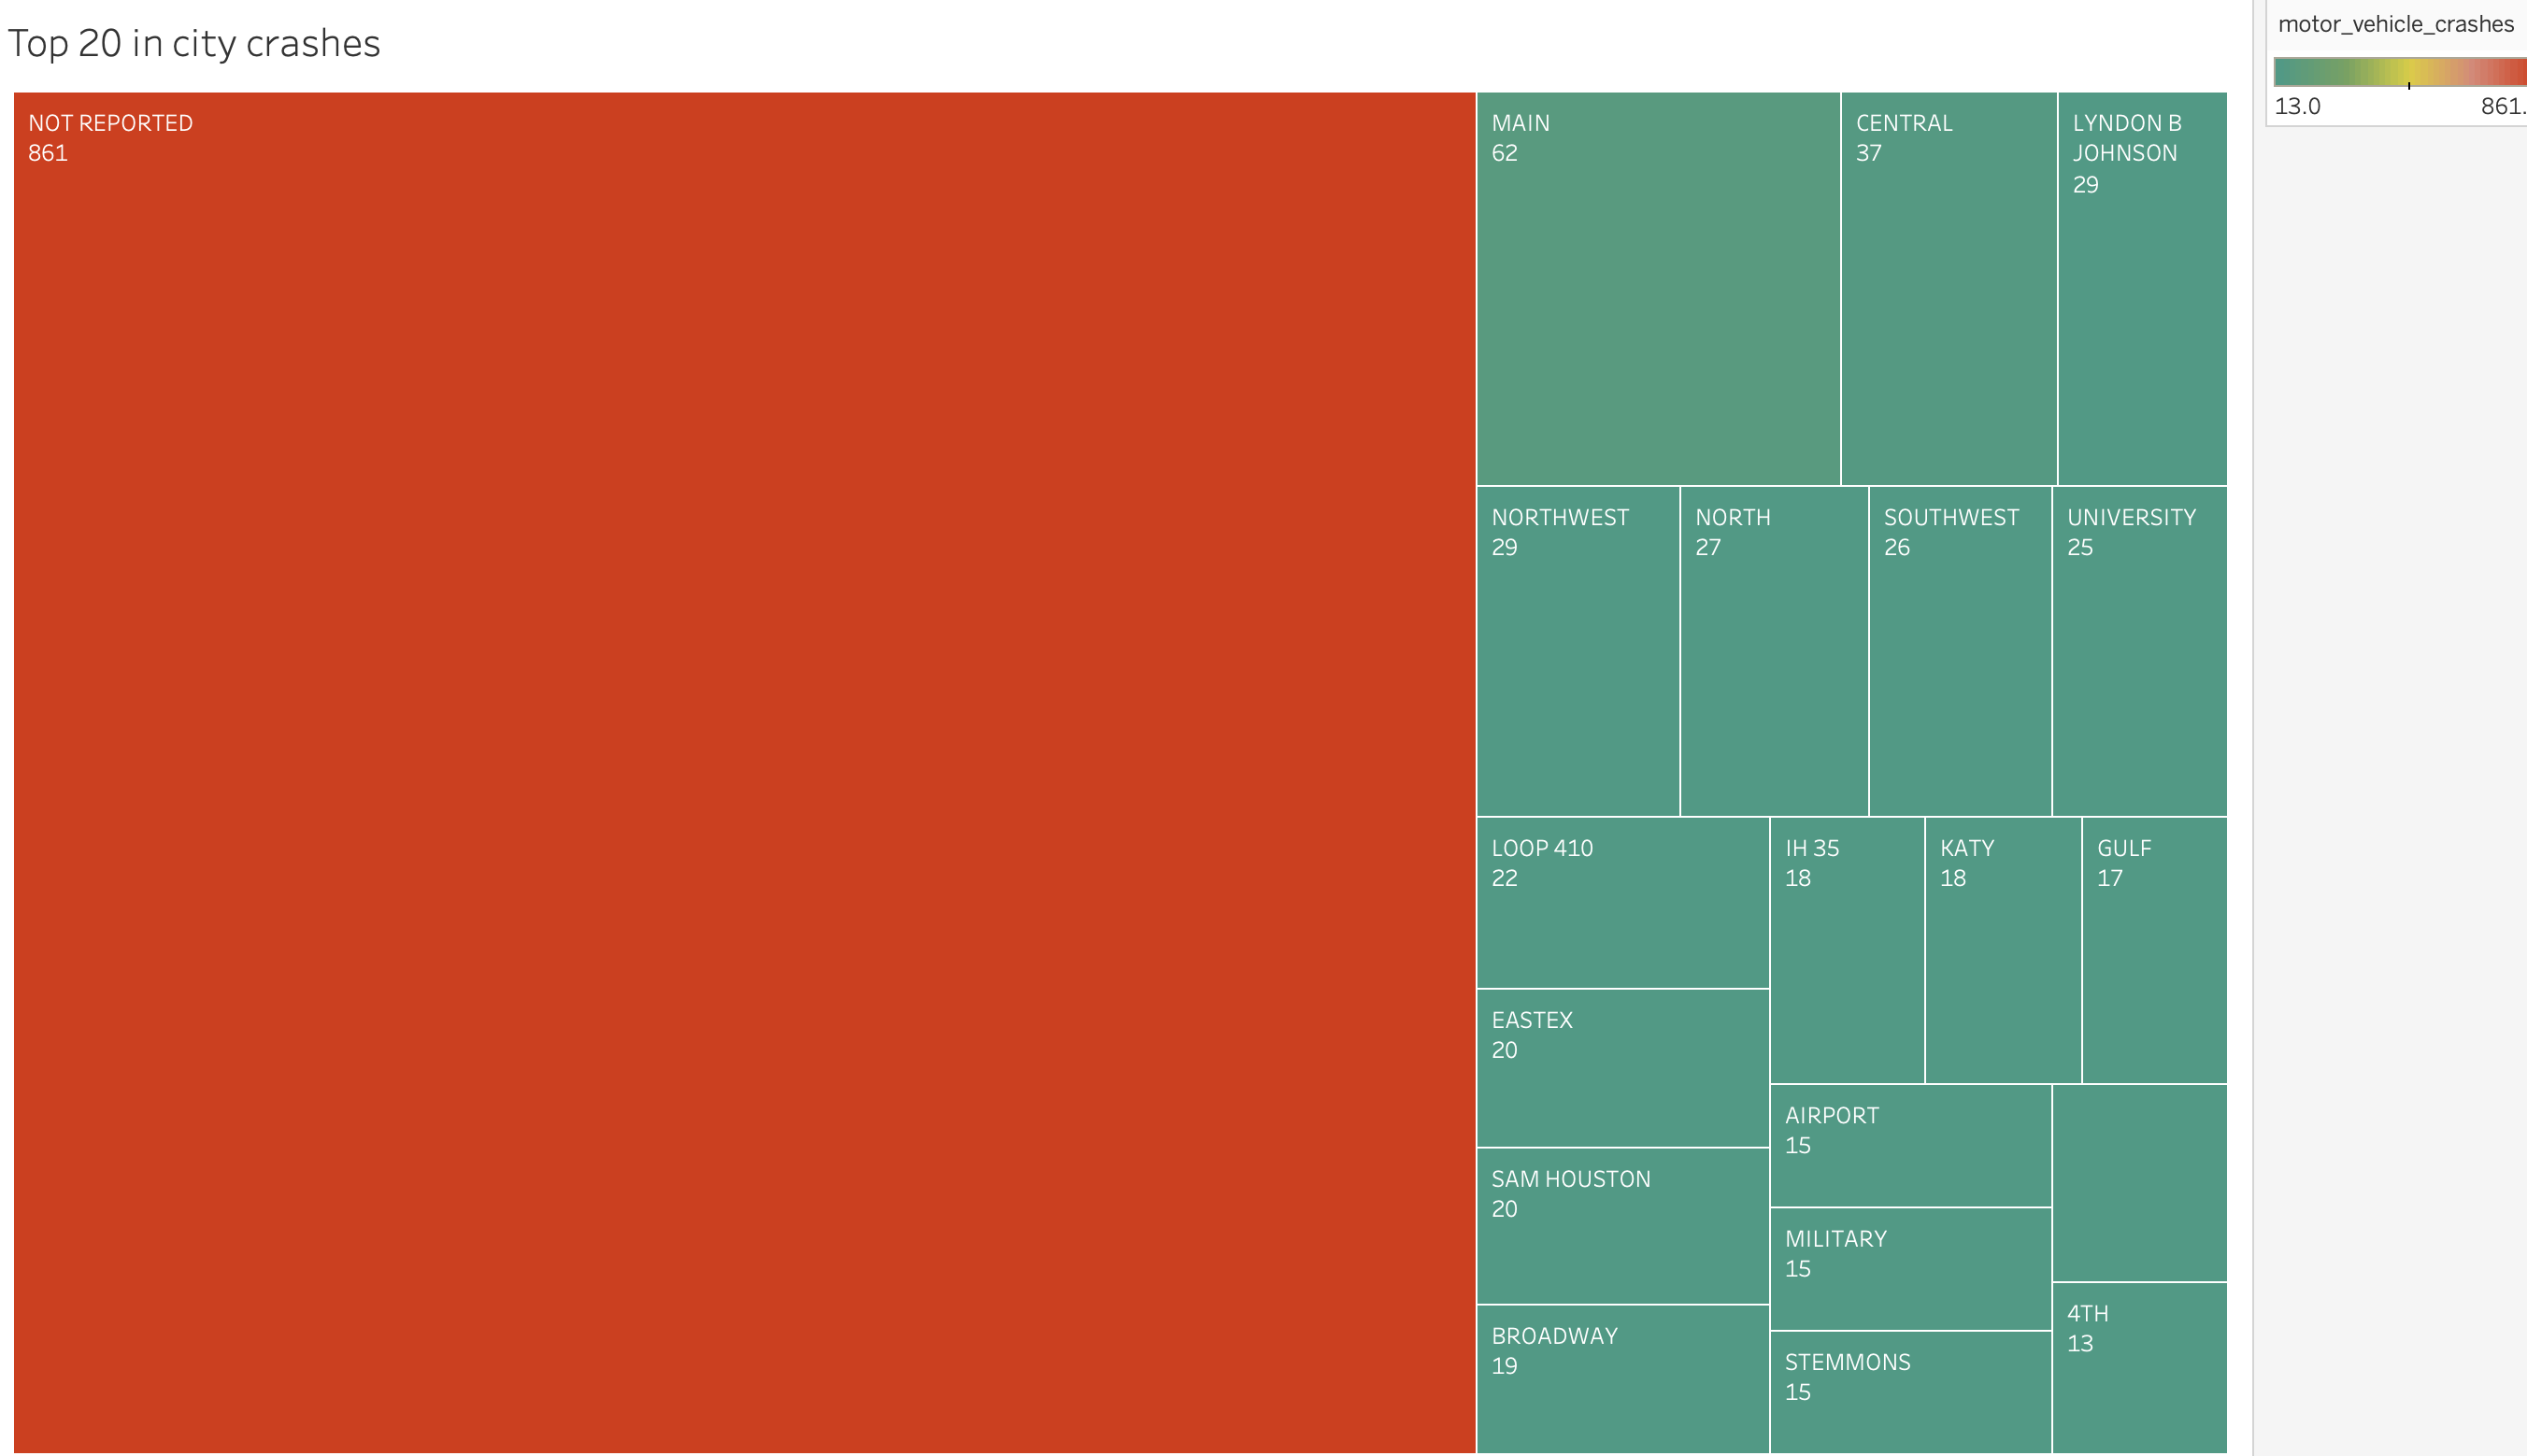 Top 20 in city crashes
motor_vehicle_crashes
13.0
861.
NOT REPORTED
861
MAIN
62
CENTRAL
37
LYNDON B
JOHNSON
29
NORTHWEST
29
NORTH
27
SOUTHWEST
26
UNIVERSITY
25
LOOP 410
22
IH 35
18
KATY
18
GULF
17
EASTEX
20
AIRPORT
15
SAM HOUSTON
20
MILITARY
15
4TH
13
BROADWAY
19
STEMMONS
15